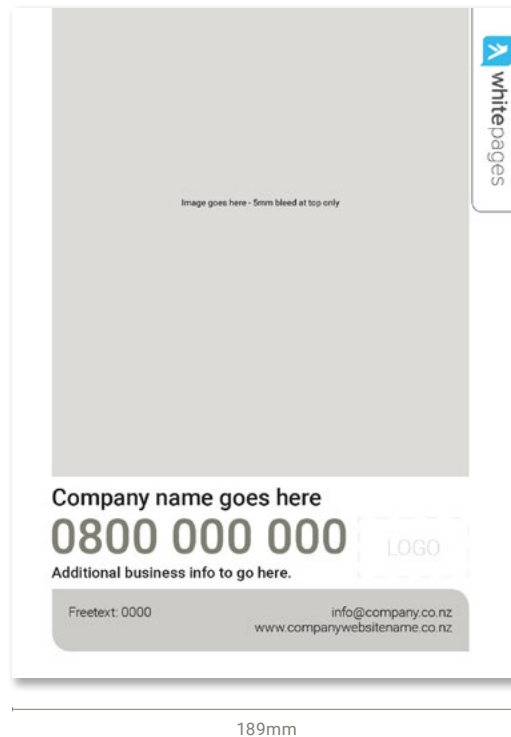 whitepages
Image goes here - 5mm bleed at top only
Company name goes here
0800 000 000
LOGO
Additional business info to go here.
Freetext: 0000
info@company.co.nz
www.companywebsitename.co.nz
189mm